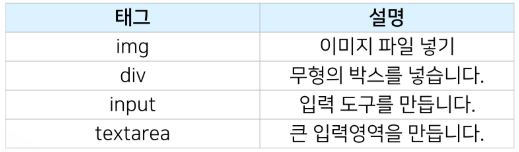 태그 설명
img 이미지 파일 넣기
div 무형의 박스를 넣습니다.
input 입력 도구를 만듭니다.
textarea 큰 입력영역을 만듭니다.